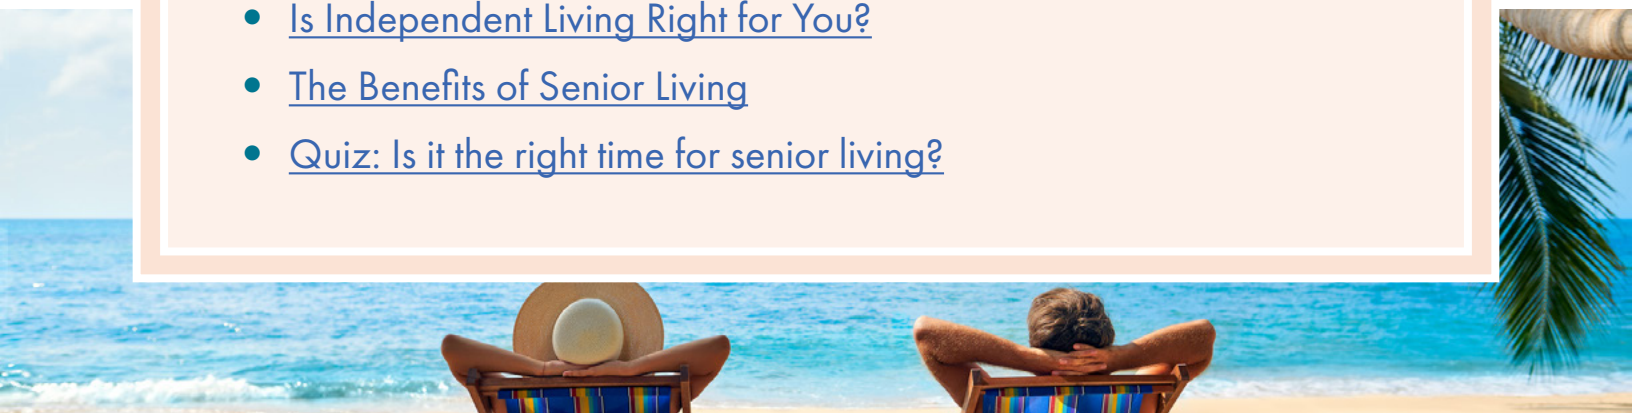 Is Independent Living Right for You?
The Benefits of Senior Living
Quiz: Is it the right time for senior living?